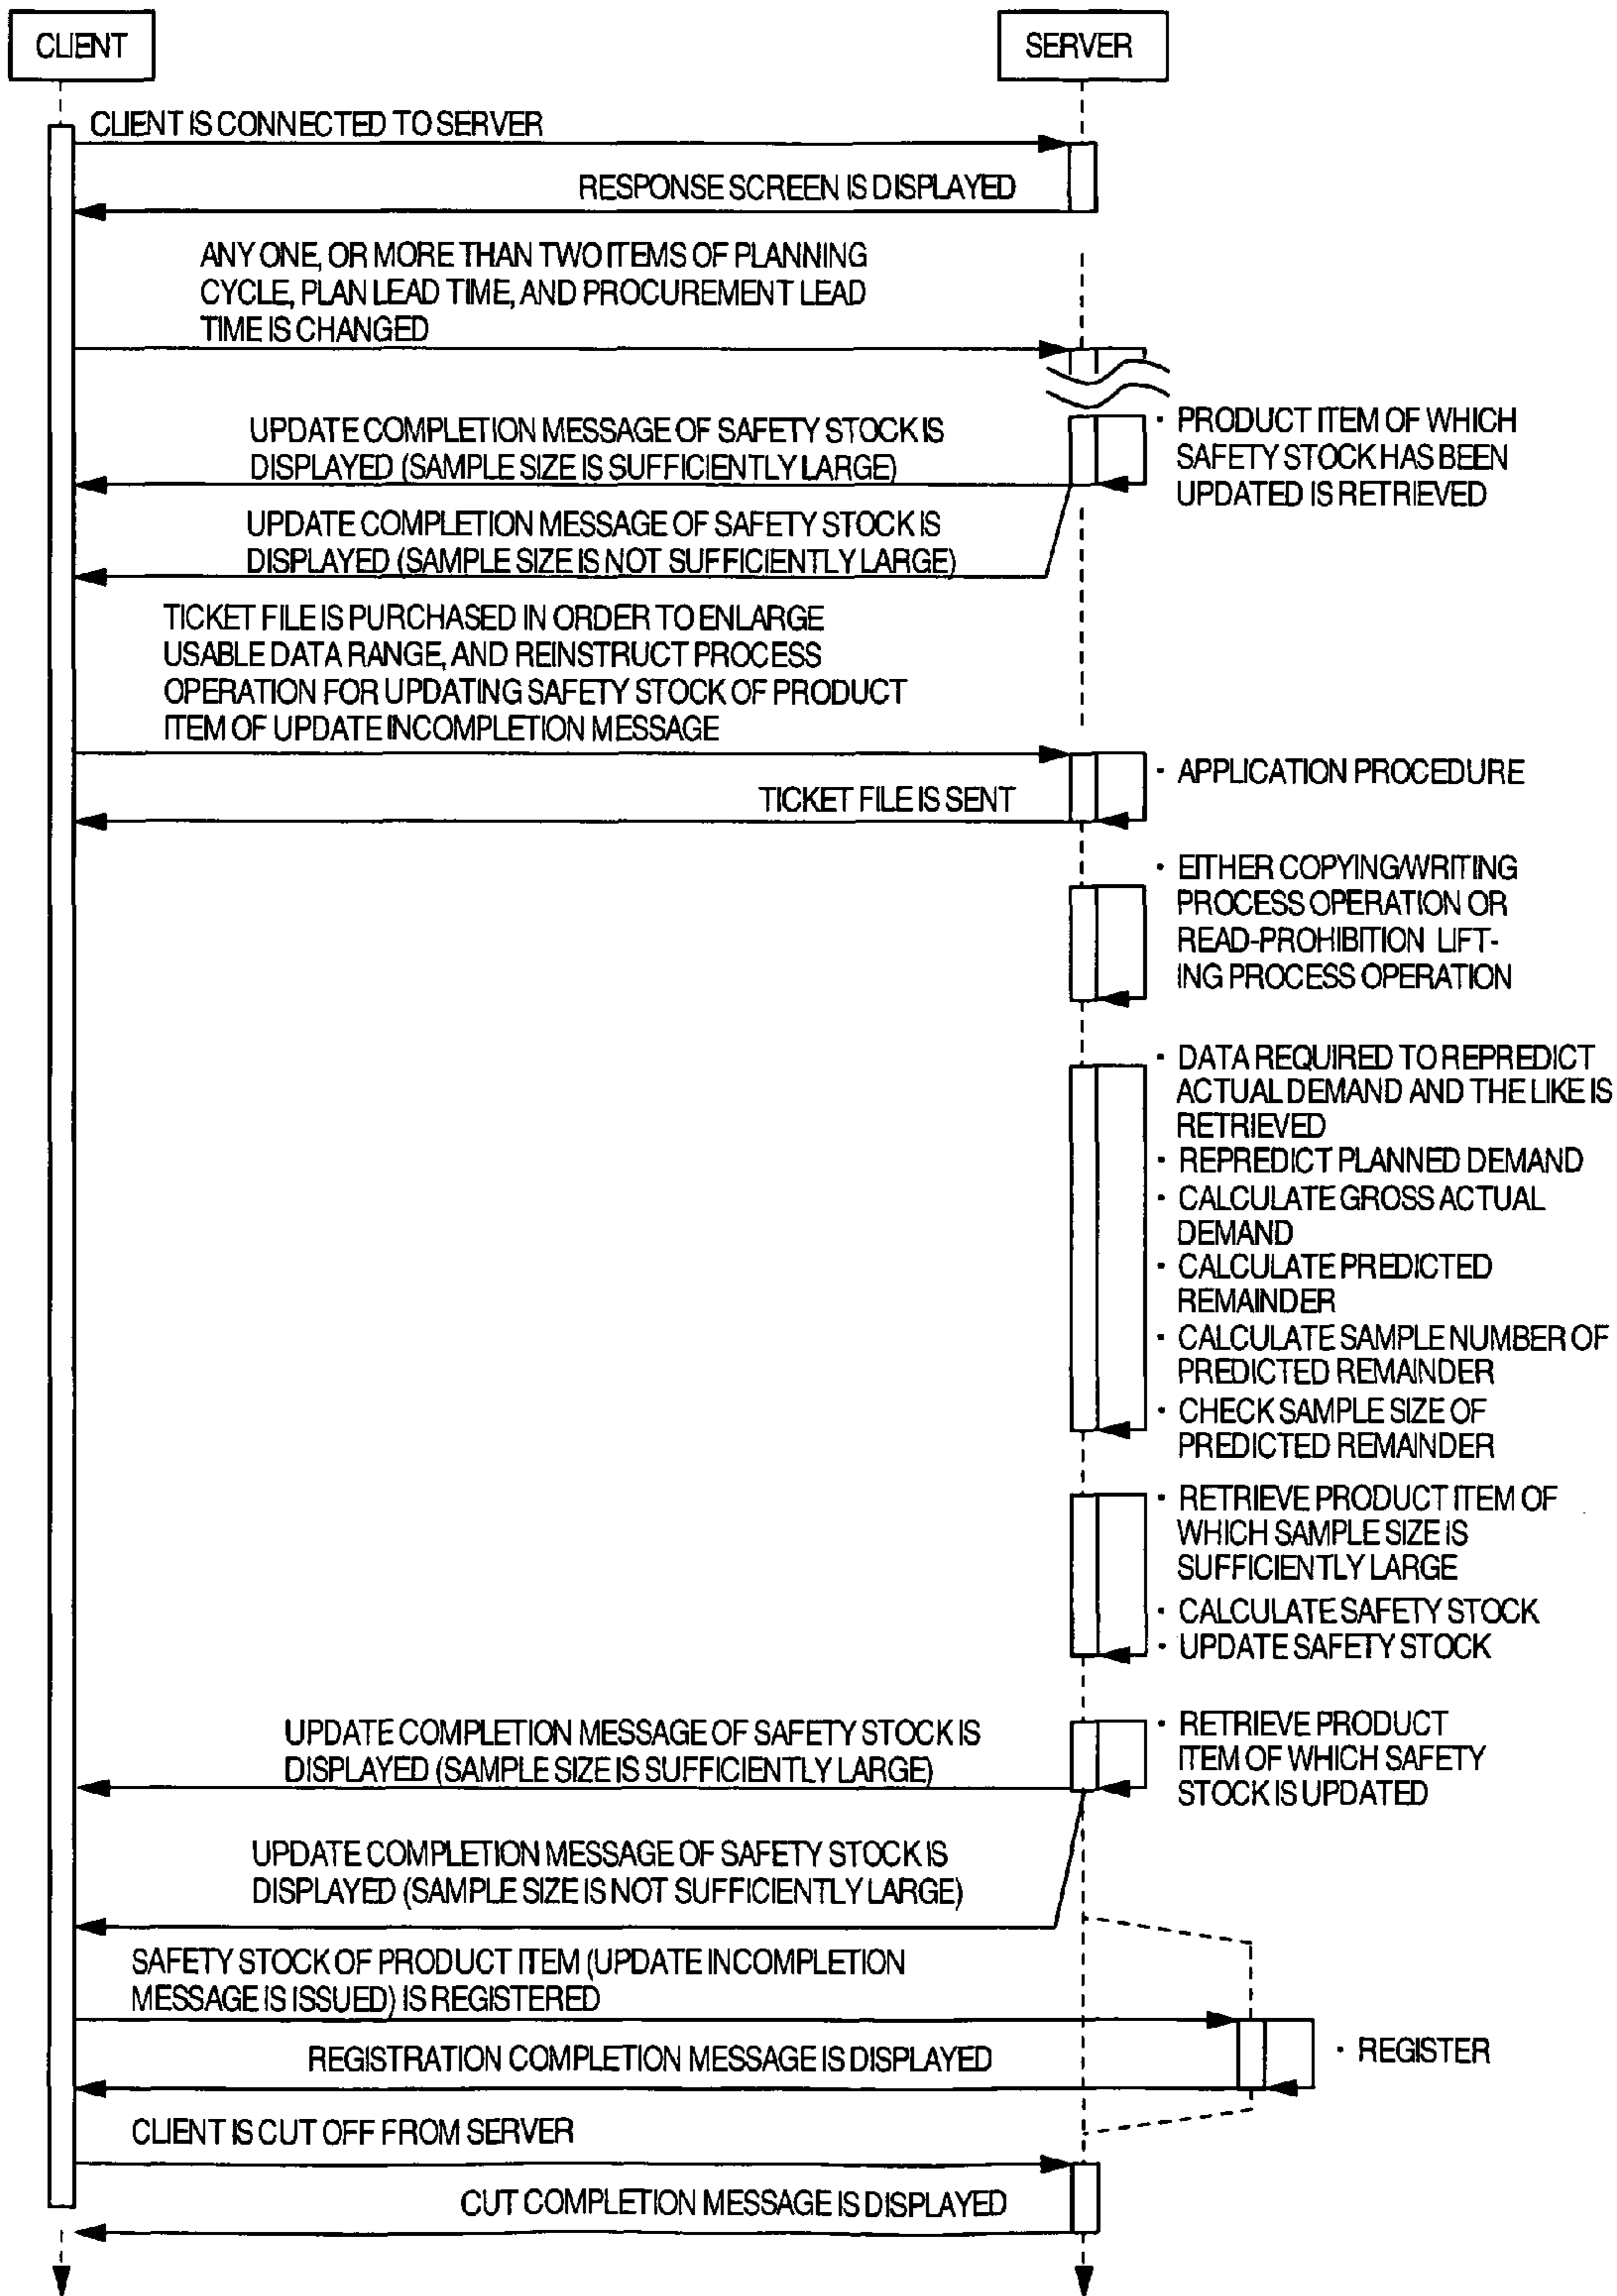 CLIENT
SERVER
CLIENT IS CONNECTED TO SERVER
RESPONSE SCREEN IS DISPLAYED
ANY ONE, OR MORE THAN TWO ITEMS OF PLANNING
CYCLE, PLAN LEAD TIME, AND PROCUREMENT LEAD
TIME IS CHANGED
UPDATE COMPLETION MESSAGE OF SAFETY STOCK IS
DISPLAYED (SAMPLE SIZE IS SUFFICIENTLY LARGE)
· PRODUCT ITEM OF WHICH
SAFETY STOCK HAS BEEN
UPDATED IS RETRIEVED
UPDATE COMPLETION MESSAGE OF SAFETY STOCK IS
DISPLAYED (SAMPLE SIZE IS NOT SUFFICIENTLY LARGE)
TICKET FILE IS PURCHASED IN ORDER TO ENLARGE
USABLE DATA RANGE, AND REINSTRUCT PROCESS
OPERATION FOR UPDATING SAFETY STOCK OF PRODUCT
ITEM OF UPDATE INCOMPLETION MESSAGE
· APPLICATION PROCEDURE
TICKET FILE IS SENT
· EITHER COPYING/WRITING
PROCESS OPERATION OR
READ-PROHIBITION LIFT-
ING PROCESS OPERATION
· DATA REQUIRED TO REPREDICT
ACTUAL DEMAND AND THE LIKE IS
RETRIEVED
· REPREDICT PLANNED DEMAND
· CALCULATE GROSS ACTUAL
DEMAND
· CALCULATE PREDICTED
REMAINDER
· CALCULATE SAMPLE NUMBER OF
PREDICTED REMAINDER
· CHECK SAMPLE SIZE OF
PREDICTED REMAINDER
· RETRIEVE PRODUCT ITEM OF
WHICH SAMPLE SIZE IS
SUFFICIENTLY LARGE
· CALCULATE SAFETY STOCK
· UPDATE SAFETY STOCK
UPDATE COMPLETION MESSAGE OF SAFETY STOCK IS
DISPLAYED (SAMPLE SIZE IS SUFFICIENTLY LARGE)
· RETRIEVE PRODUCT
ITEM OF WHICH SAFETY
STOCK IS UPDATED
UPDATE COMPLETION MESSAGE OF SAFETY STOCK IS
DISPLAYED (SAMPLE SIZE IS NOT SUFFICIENTLY LARGE)
SAFETY STOCK OF PRODUCT ITEM (UPDATE INCOMPLETION
MESSAGE IS ISSUED) IS REGISTERED
REGISTRATION COMPLETION MESSAGE IS DISPLAYED
· REGISTER
CLIENT IS CUT OFF FROM SERVER
CUT COMPLETION MESSAGE IS DISPLAYED